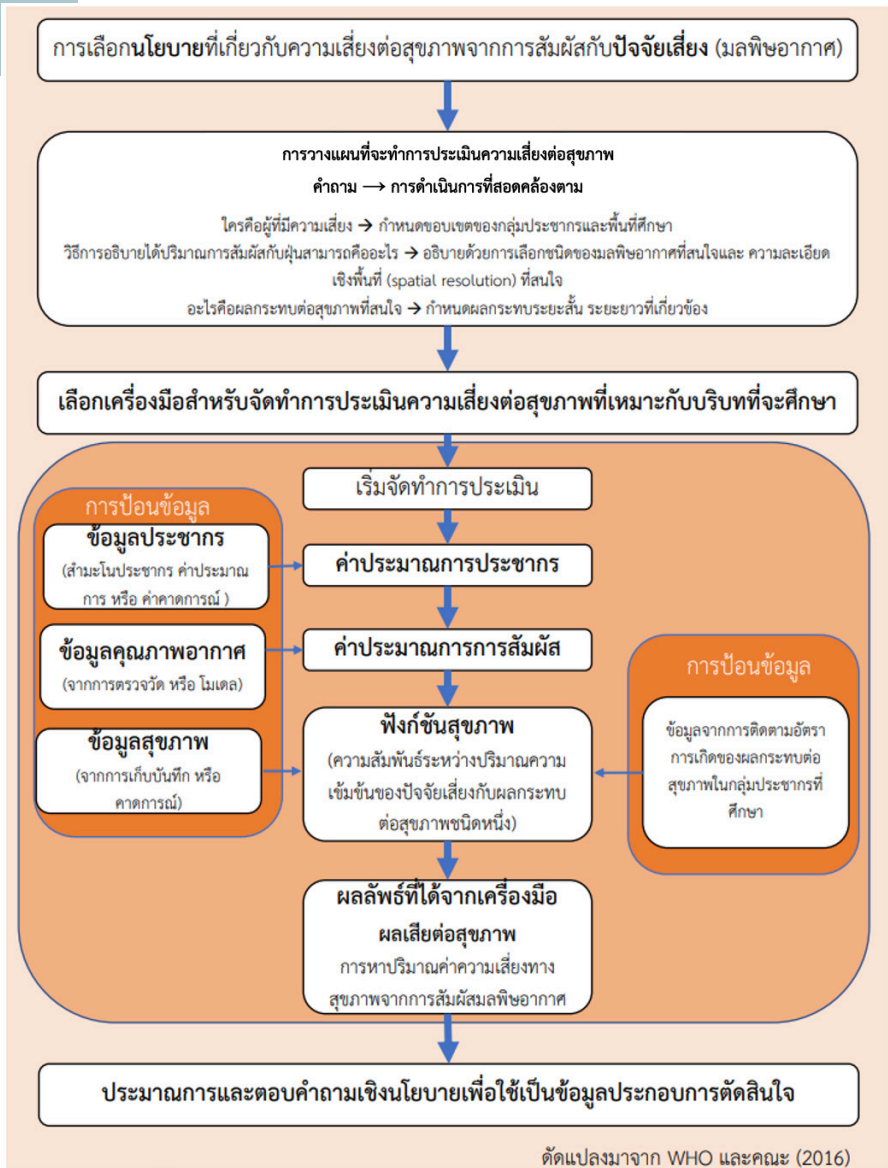 การเลือกนโยบายที่เกี่ยวกับความเสี่ยงต่อสุขภาพจากการสัมผัสกับปัจจัยเสี่ยง (มลพิษอากาศ)
การวางแผนที่จะทำการประเมินความเสี่ยงต่อสุขภาพ
คำถาม → การดำเนินการที่สอดคล้องตาม
ใครคือผู้ที่มีความเสี่ยง → กำหนดขอบเขตของกลุ่มประชากรและพื้นที่ศึกษา
วิธีการอธิบายได้ปริมาณการสัมผัสกับฝุ่นสามารถคืออะไร → อธิบายด้วยการเลือกชนิดของมลพิษอากาศที่สนใจและ ความละเอียด
เชิงพื้นที่ (spatial resolution) ที่สนใจ
อะไรคือผลกระทบต่อสุขภาพที่สนใจ → กำหนดผลกระทบระยะสั้น ระยะยาวที่เกี่ยวข้อง
เลือกเครื่องมือสำหรับจัดทำการประเมินความเสี่ยงต่อสุขภาพที่เหมาะกับบริบทที่จะศึกษา
เริ่มจัดทำการประเมิน
การป้อนข้อมูล
ข้อมูลประชากร
(สำมะโนประชากร ค่าประมาณ
การ หรือ ค่าคาดการณ์ )
ค่าประมาณการประชากร
ข้อมูลคุณภาพอากาศ
(จากการตรวจวัด หรือ โมเดล)
ค่าประมาณการการสัมผัส
ข้อมูลสุขภาพ
(จากการเก็บบันทึก หรือ
คาดการณ์)
ฟังก์ชันสุขภาพ
(ความสัมพันธ์ระหว่างปริมาณความ
เข้มข้นของปัจจัยเสี่ยงกับผลกระทบ
ต่อสุขภาพชนิดหนึ่ง)
การป้อนข้อมูล
ข้อมูลจากการติดตามอัตรา
การเกิดของผลกระทบต่อ
สุขภาพในกลุ่มประชากรที่
ศึกษา
ผลลัพธ์ที่ได้จากเครื่องมือ
ผลเสียต่อสุขภาพ
การหาปริมาณค่าความเสี่ยงทาง
สุขภาพจากการสัมผัสมลพิษอากาศ
ประมาณการและตอบคำถามเชิงนโยบายเพื่อใช้เป็นข้อมูลประกอบการตัดสินใจ
ดัดแปลงมาจาก WHO และคณะ (2016)